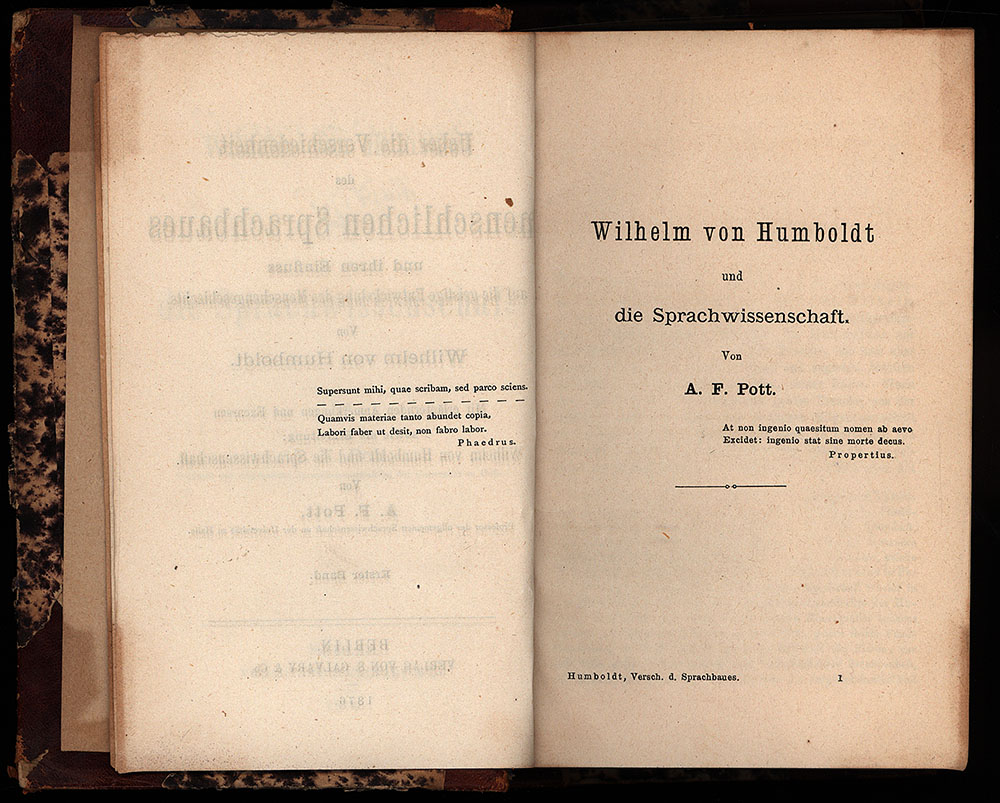 Supersunt mihi, quae scribam, sed parco sciens.
Quamvis materiae tanto abundet copia,
Labori faber ut desit, non fabro labor.
Phaedrus.
Wilhelm von Humboldt
und
die Sprachwissenschaft.
Von
A. F. Pott.
At non ingenio quaesitum nomen ab aevo
Excidet: ingenio stat sine morte decus.
Propertius.
Humboldt, Versch. d. Sprachbaues.
I